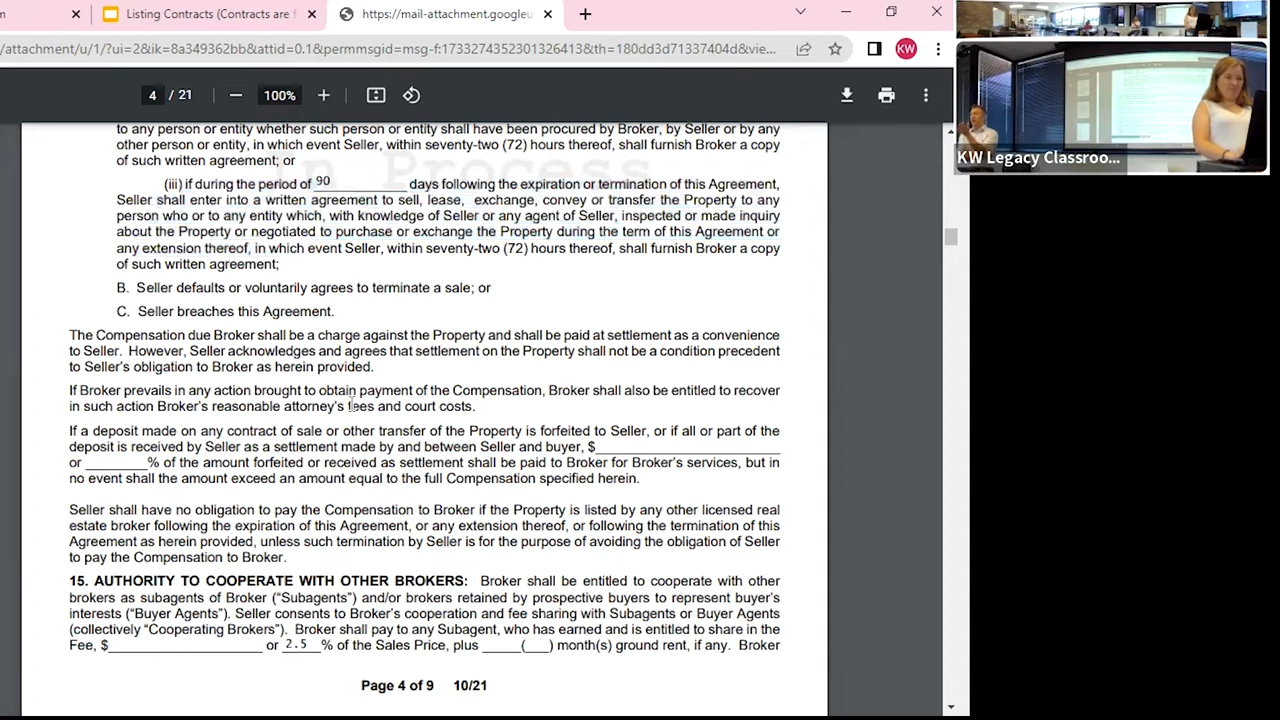 Listing Contracts (Contracts are f
https://mail-attachment.googleu
/attachment/u/1/?ui=2&ik=8a349362bb&attid=0.1&permmsgid=msg-f:1733274352301326413&th=180dd3d71337404d&vie...
KW
4 / 21
100%
to any person or entity whether such person or entity shall have been procured by Broker, by Seller or by any
other person or entity, in which event Seller, within seventy-two (72) hours thereof, shall furnish Broker a copy
of such written agreement; or
Process
(iii) if during the period of 90 days following the expiration or termination of this Agreement,
Seller shall enter into a written agreement to sell, lease, exchange, convey or transfer the Property to any
person who or to any entity which, with knowledge of Seller or any agent of Seller, inspected or made inquiry
about the Property or negotiated to purchase or exchange the Property during the term of this Agreement or
any extension thereof, in which event Seller, within seventy-two (72) hours thereof, shall furnish Broker a copy
of such written agreement;
B. Seller defaults or voluntarily agrees to terminate a sale; or
C. Seller breaches this Agreement.
The Compensation due Broker shall be a charge against the Property and shall be paid at settlement as a convenience
to Seller. However, Seller acknowledges and agrees that settlement on the Property shall not be a condition precedent
to Seller's obligation to Broker as herein provided.
If Broker prevails in any action brought to obtain payment of the Compensation, Broker shall also be entitled to recover
in such action Broker's reasonable attorney's fees and court costs.
If a deposit made on any contract of sale or other transfer of the Property is forfeited to Seller, or if all or part of the
deposit is received by Seller as a settlement made by and between Seller and buyer, $____
or ____% of the amount forfeited or received as settlement shall be paid to Broker for Broker's services, but in
no event shall the amount exceed an amount equal to the full Compensation specified herein.
Seller shall have no obligation to pay the Compensation to Broker if the Property is listed by any other licensed real
estate broker following the expiration of this Agreement, or any extension thereof, or following the termination of this
Agreement as herein provided, unless such termination by Seller is for the purpose of avoiding the obligation of Seller
to pay the Compensation to Broker.
15. AUTHORITY TO COOPERATE WITH OTHER BROKERS: Broker shall be entitled to cooperate with other
brokers as subagents of Broker ("Subagents") and/or brokers retained by prospective buyers to represent buyer's
interests ("Buyer Agents"). Seller consents to Broker's cooperation and fee sharing with Subagents or Buyer Agents
(collectively "Cooperating Brokers"). Broker shall pay to any Subagent, who has earned and is entitled to share in the
Fee, $____ or 2.5 % of the Sales Price, plus ____(___) month(s) ground rent, if any. Broker
Page 4 of 9 10/21
KW Legacy Classroo...